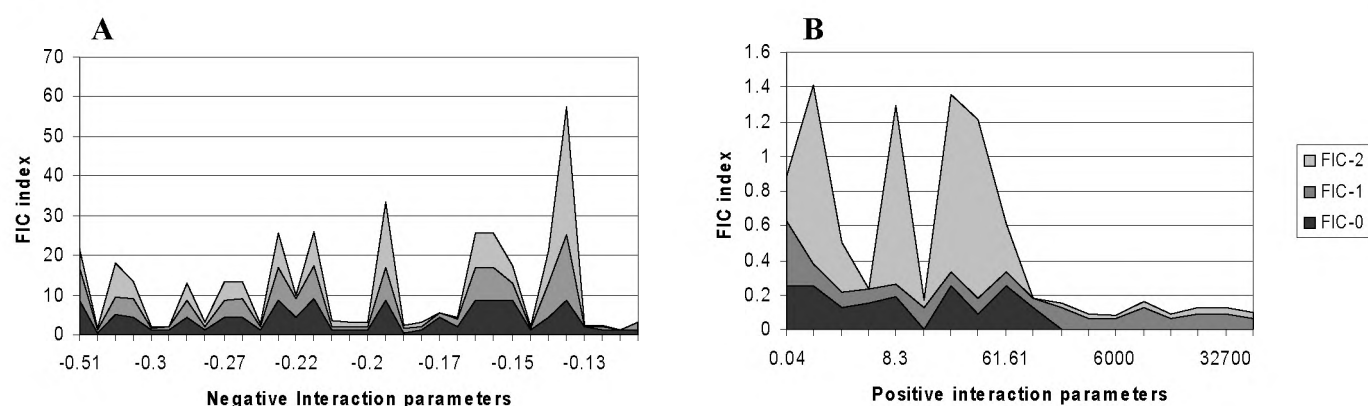 A
FIC index
70
60
50
40
30
20
10
0
-0.51 -0.3 -0.27 -0.22 -0.2 -0.17 -0.15 -0.13
Negative Interaction parameters
B
FIC index
1.6
1.4
1.2
1
0.8
0.6
0.4
0.2
0
0.04 8.3 61.61 6000 32700
Positive interaction parameters
FIC-2
FIC-1
FIC-0